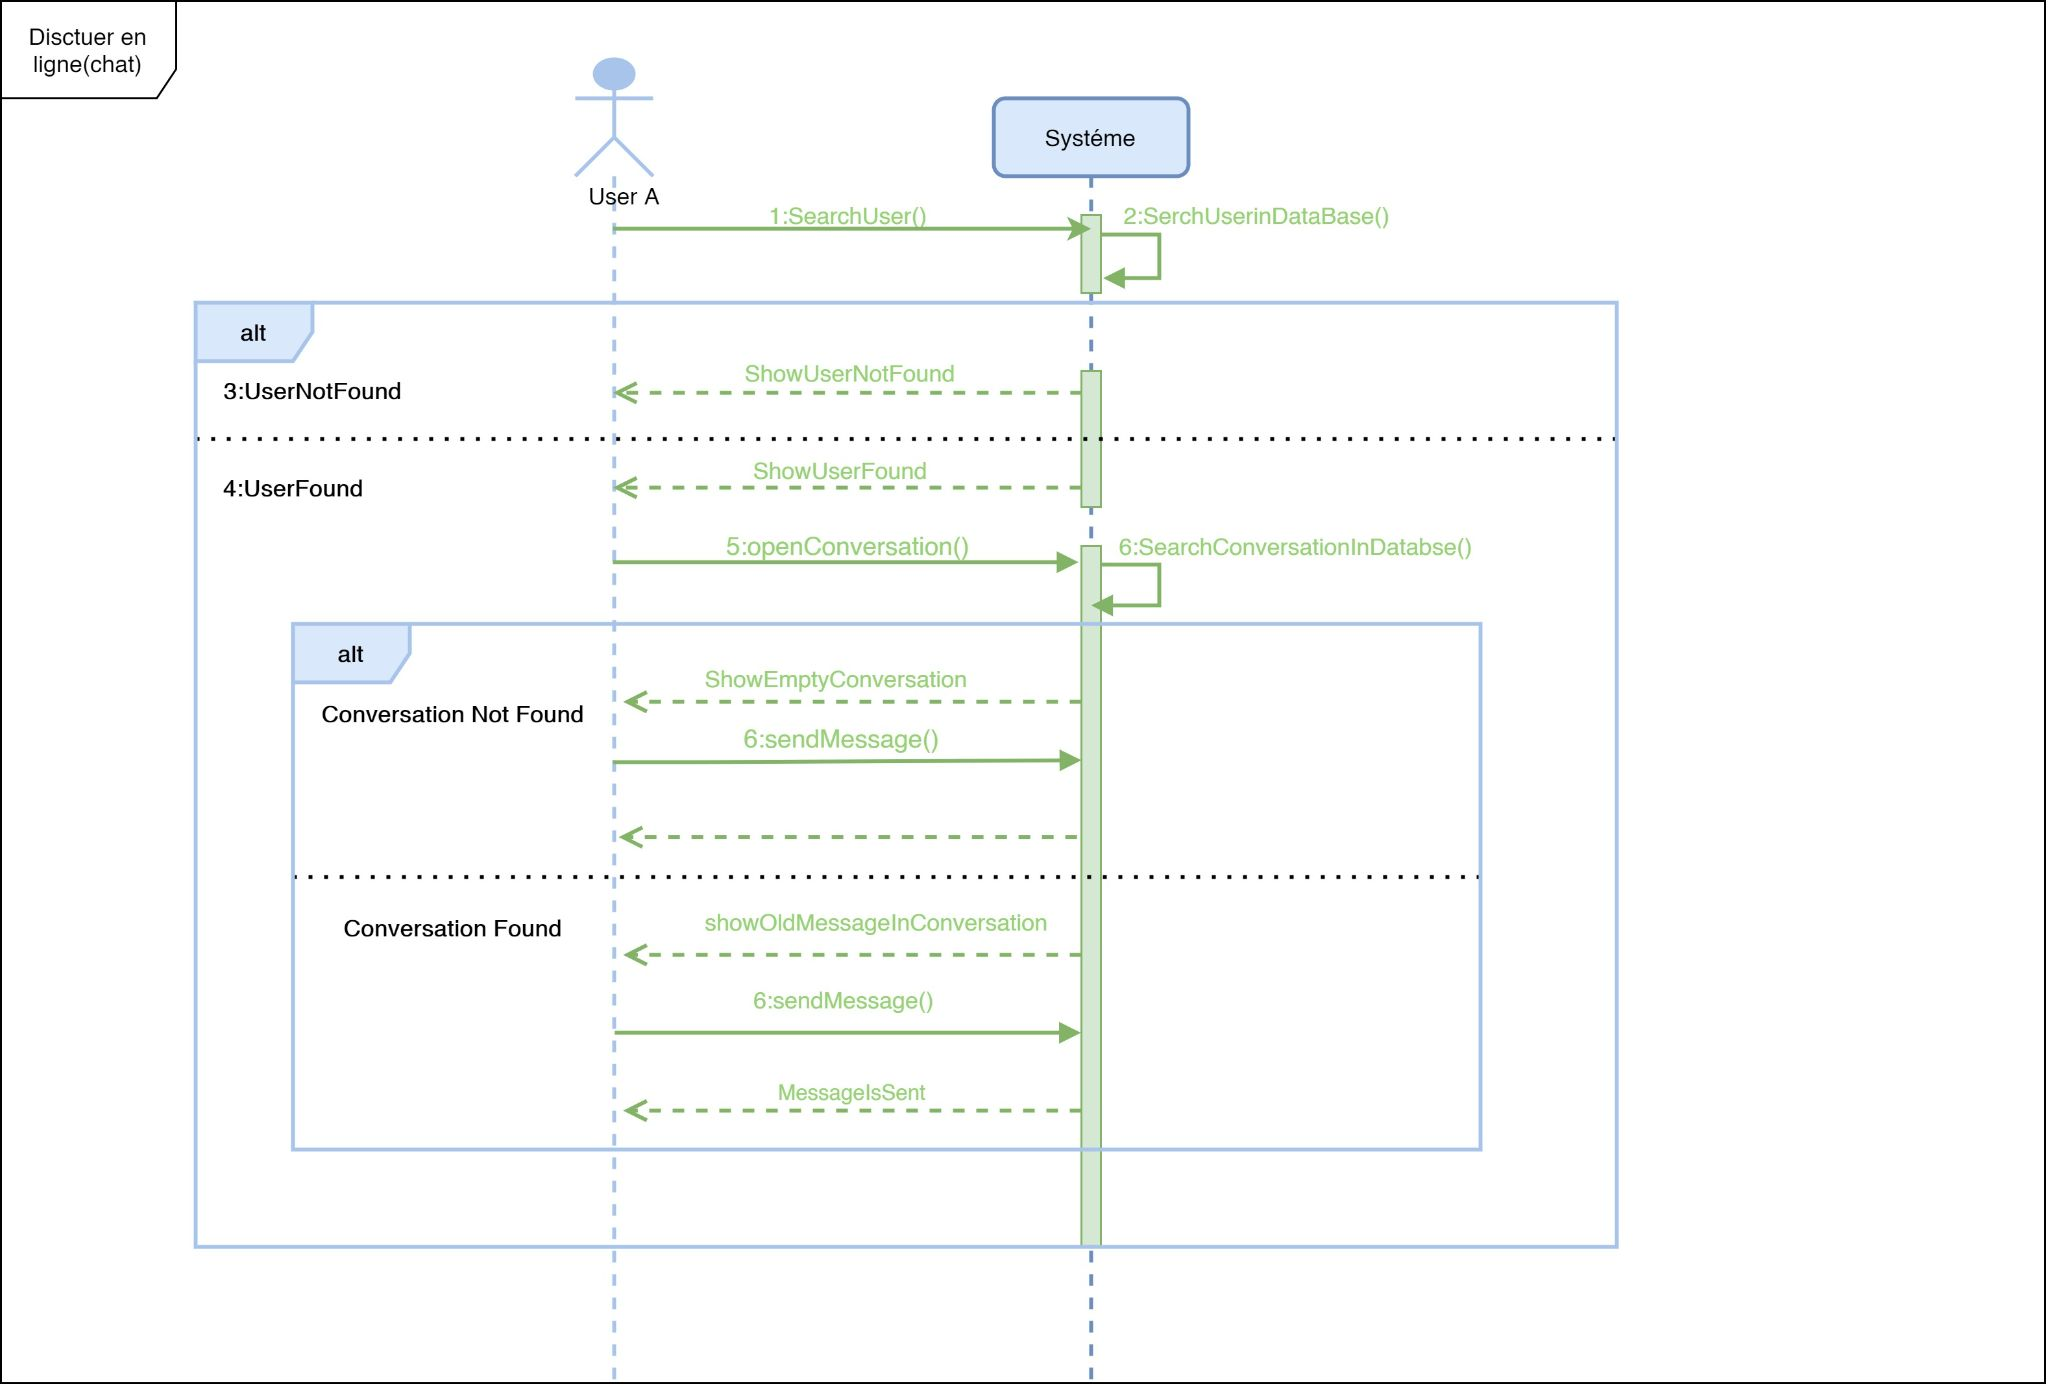 Disctuer en
ligne(chat)
Systéme
User A
1:SearchUser()
2:SerchUserinDataBase()
alt
ShowUserNotFound
3:UserNotFound
ShowUserFound
4:UserFound
5:openConversation()
6:SearchConversationInDatabse()
alt
ShowEmptyConversation
Conversation Not Found
6:sendMessage()
showOldMessageInConversation
Conversation Found
6:sendMessage()
MessageIsSent